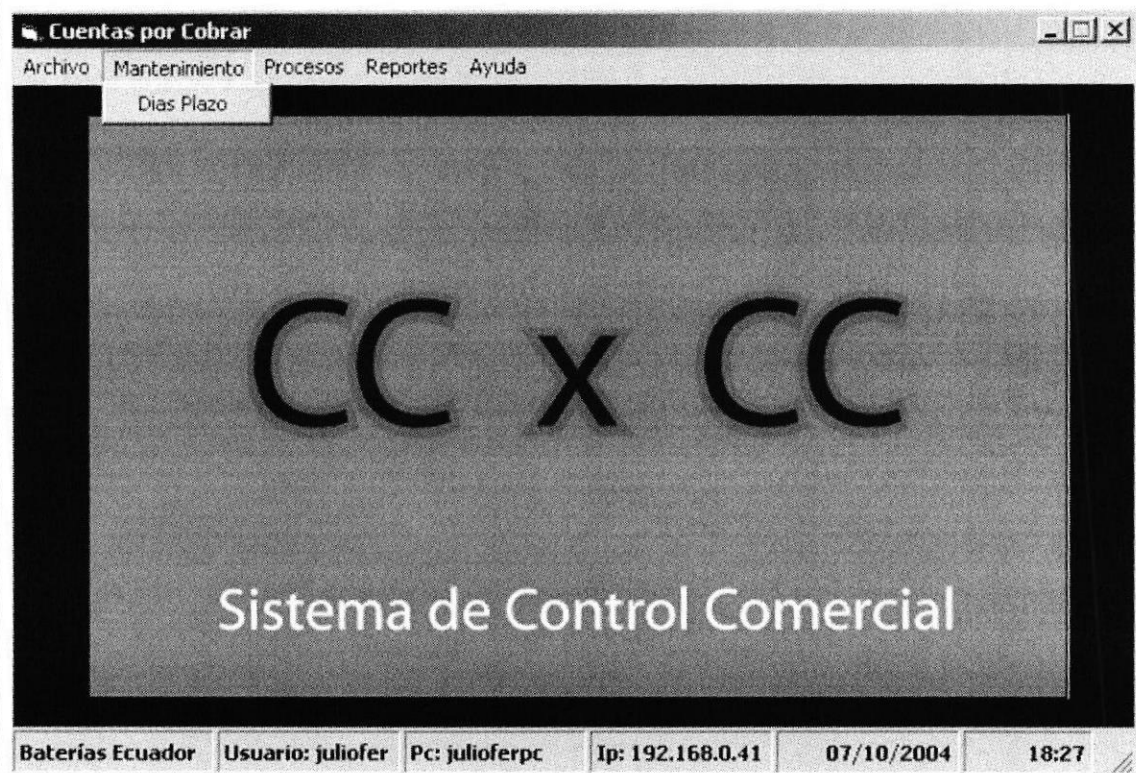 Cuentas por Cobrar
Archivo Mantenimiento Procesos Reportes Ayuda
Dias Plazo
CC x CC
Sistema de Control Comercial
Baterías Ecuador Usuario: juliofer Pc: julioferpc Ip: 192.168.0.41 07/10/2004 18:27